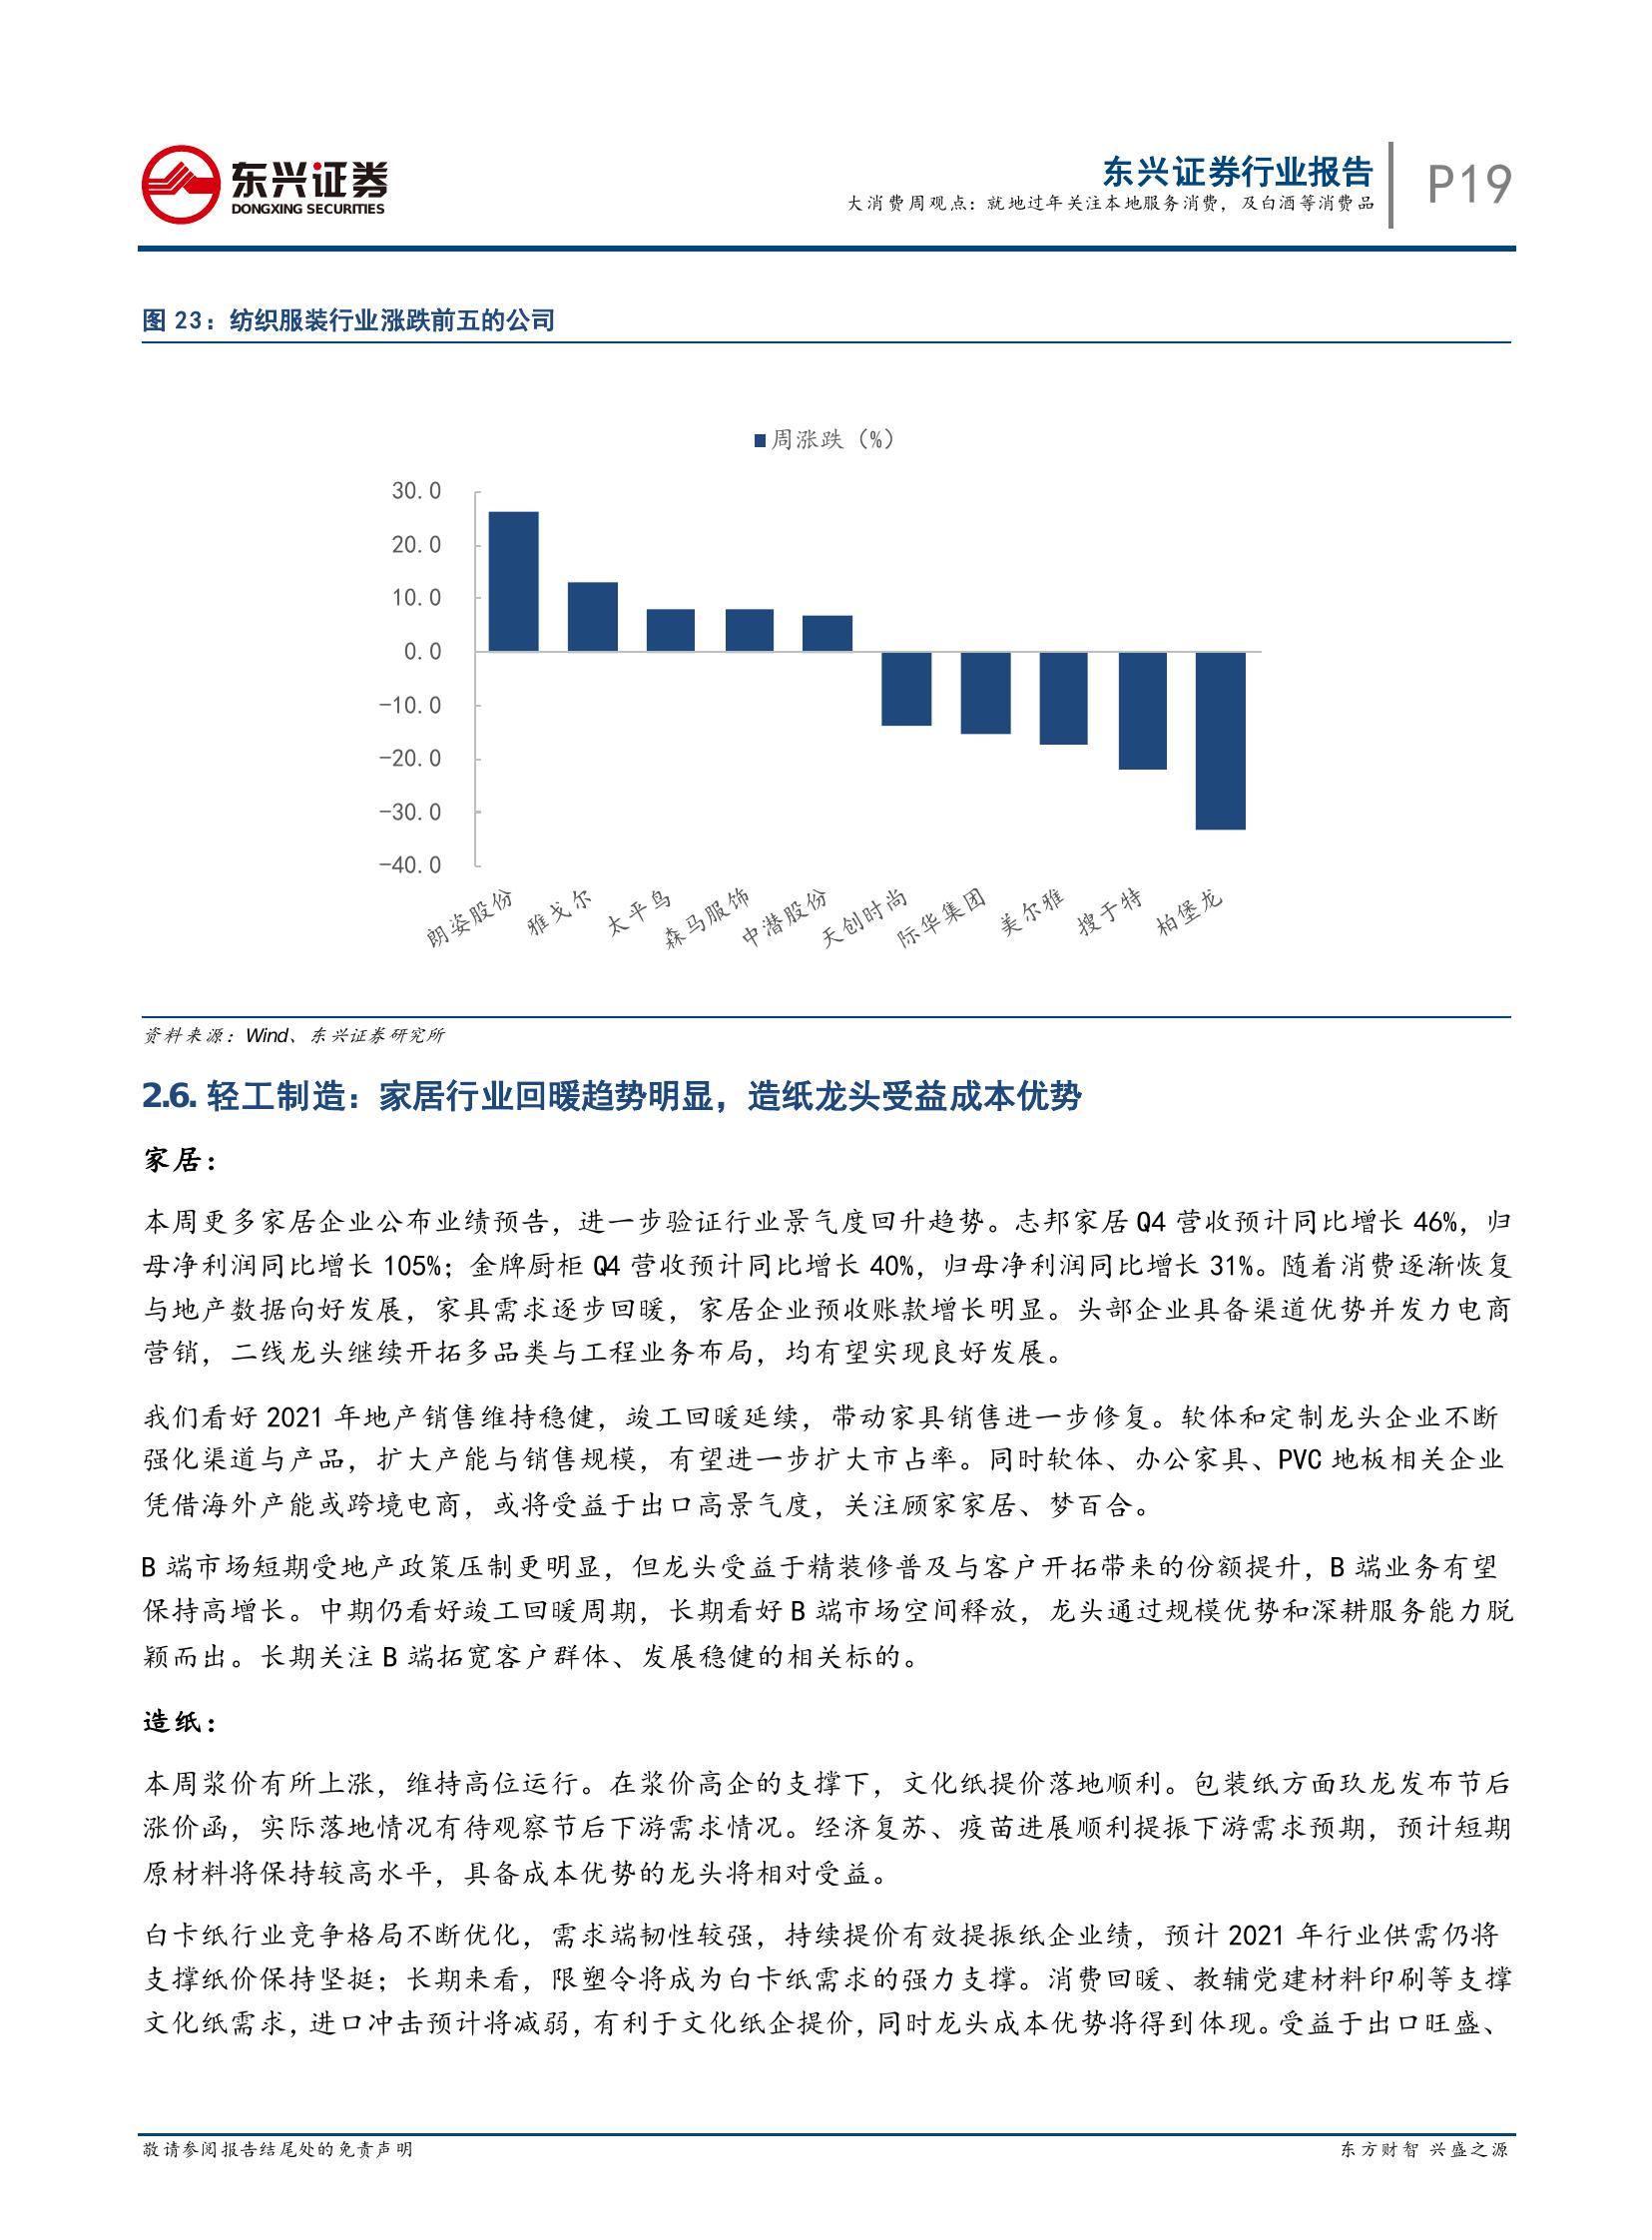 东兴证券
DONGXING SECURITIES
东兴证券行业报告
大消费周观点：就地过年关注本地服务消费，及白酒等消费品
P19
图 23：纺织服装行业涨跌前五的公司
周涨跌（%）
30.0
20.0
10.0
0.0
-10.0
-20.0
-30.0
-40.0
朗姿股份
雅戈尔
太平鸟
森马服饰
中潜股份
天创时尚
际华集团
美尔雅
搜于特
柏堡龙
资料来源：Wind、东兴证券研究所
2.6. 轻工制造：家居行业回暖趋势明显，造纸龙头受益成本优势
家居：
本周更多家居企业公布业绩预告，进一步验证行业景气度回升趋势。志邦家居 Q4 营收预计同比增长 46%，归
母净利润同比增长 105%；金牌厨柜 Q4 营收预计同比增长 40%，归母净利润同比增长 31%。随着消费逐渐恢复
与地产数据向好发展，家具需求逐步回暖，家居企业预收账款增长明显。头部企业具备渠道优势并发力电商
营销，二线龙头继续开拓多品类与工程业务布局，均有望实现良好发展。
我们看好 2021 年地产销售维持稳健，竣工回暖延续，带动家具销售进一步修复。软体和定制龙头企业不断
强化渠道与产品，扩大产能与销售规模，有望进一步扩大市占率。同时软体、办公家具、PVC 地板相关企业
凭借海外产能或跨境电商，或将受益于出口高景气度，关注顾家家居、梦百合。
B 端市场短期受地产政策压制更明显，但龙头受益于精装修普及与客户开拓带来的份额提升，B 端业务有望
保持高增长。中期仍看好竣工回暖周期，长期看好 B 端市场空间释放，龙头通过规模优势和深耕服务能力脱
颖而出。长期关注 B 端拓宽客户群体、发展稳健的相关标的。
造纸：
本周浆价有所上涨，维持高位运行。在浆价高企的支撑下，文化纸提价落地顺利。包装纸方面玖龙发布节后
涨价函，实际落地情况有待观察节后下游需求情况。经济复苏、疫苗进展顺利提振下游需求预期，预计短期
原材料将保持较高水平，具备成本优势的龙头将相对受益。
白卡纸行业竞争格局不断优化，需求端韧性较强，持续提价有效提振纸企业绩，预计 2021 年行业供需仍将
支撑纸价保持坚挺；长期来看，限塑令将成为白卡纸需求的强力支撑。消费回暖、教辅党建材料印刷等支撑
文化纸需求，进口冲击预计将减弱，有利于文化纸企提价，同时龙头成本优势将得到体现。受益于出口旺盛、
敬请参阅报告结尾处的免责声明
东方财智 兴盛之源